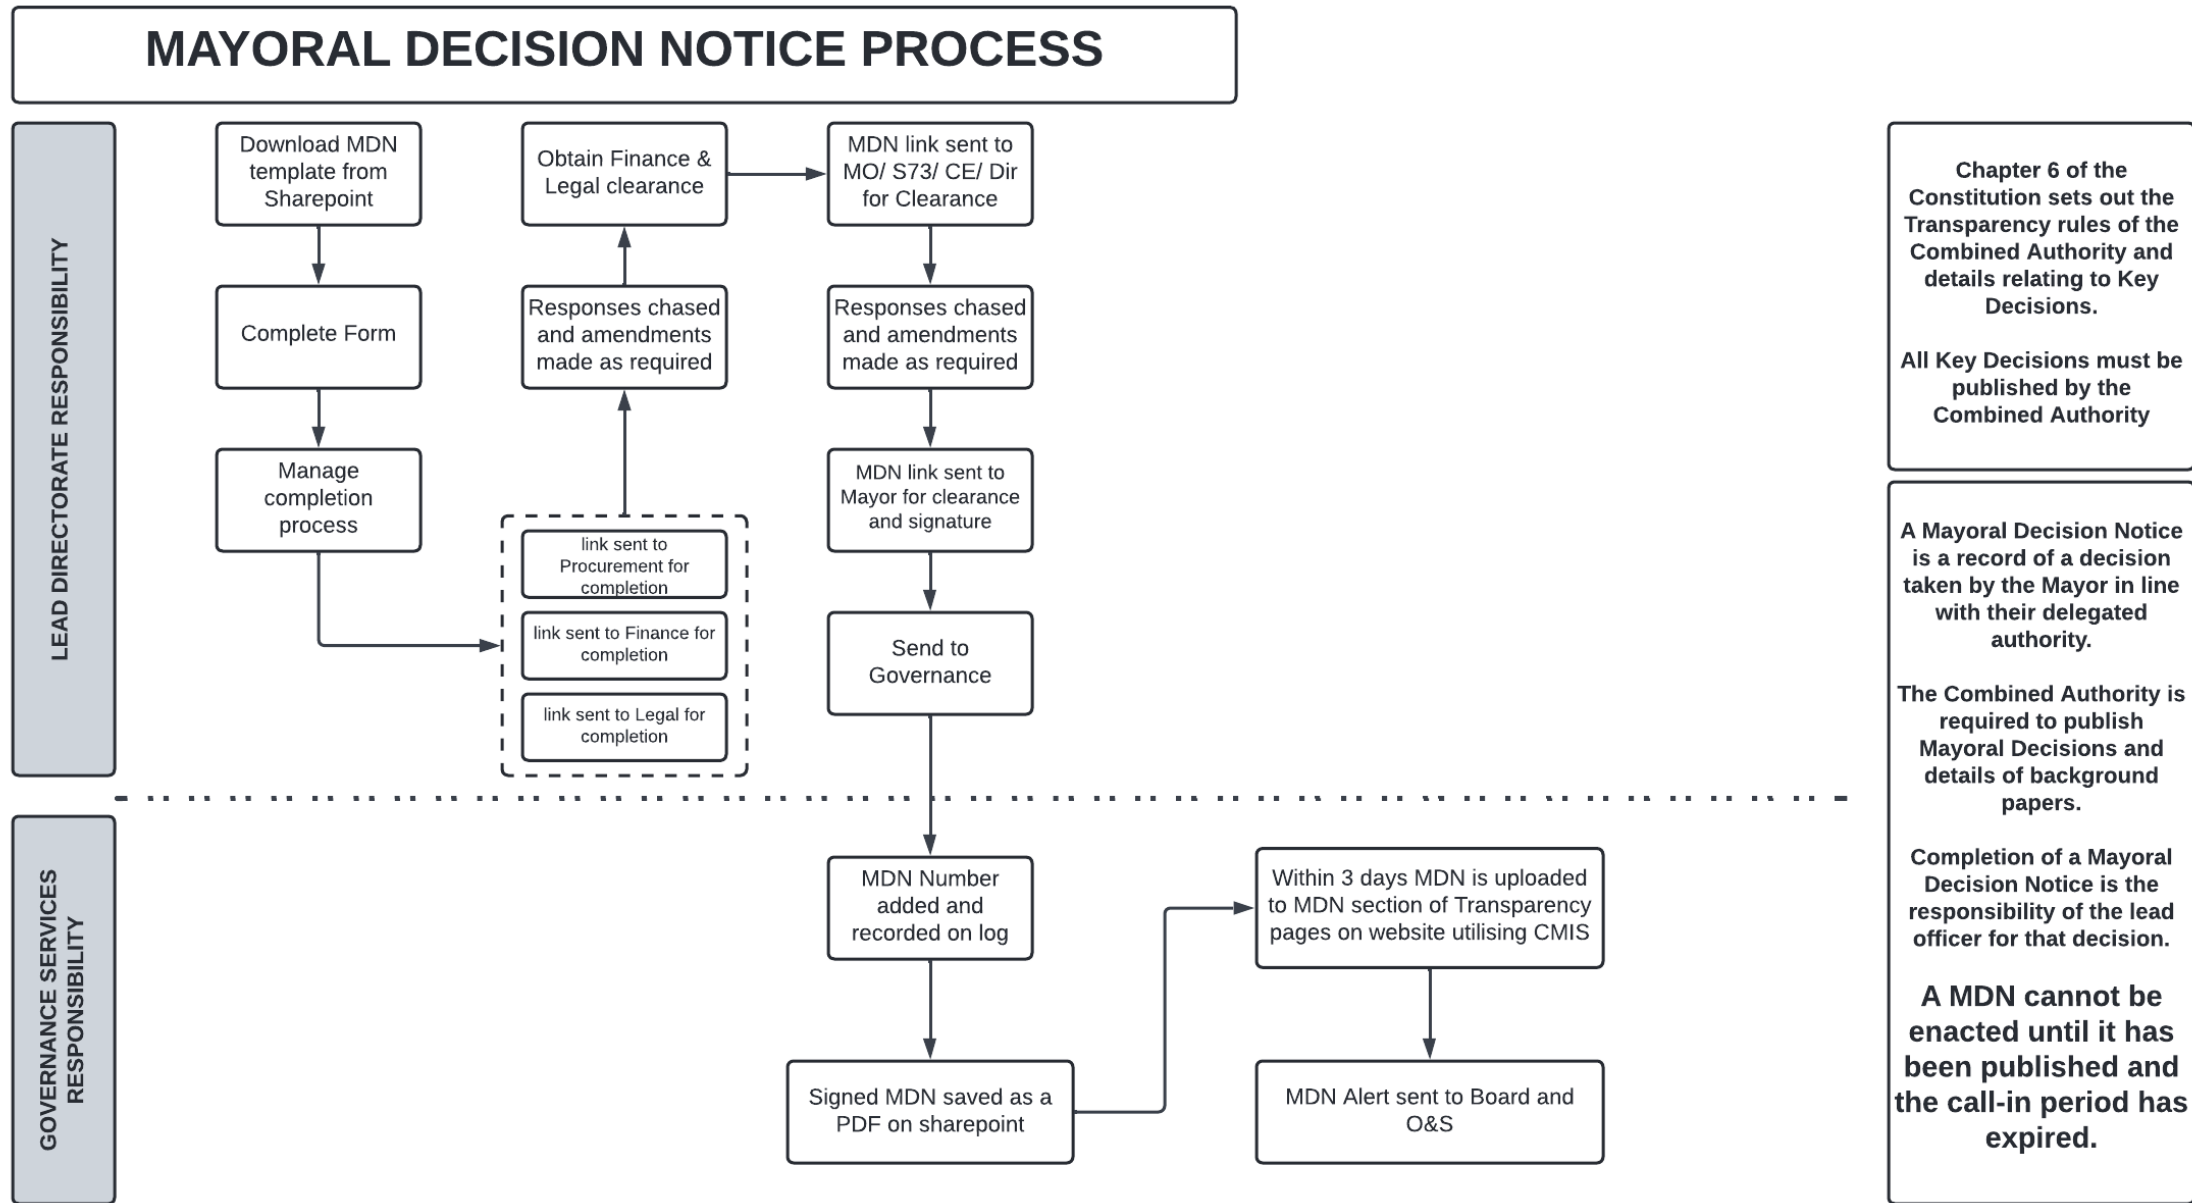 MAYORAL DECISION NOTICE PROCESS
LEAD DIRECTORATE RESPONSIBILITY
Download MDN
template from
Sharepoint
Complete Form
Manage
completion
process
Obtain Finance &
Legal clearance
Responses chased
and amendments
made as required
link sent to
Procurement for
completion
link sent to Finance for
completion
link sent to Legal for
completion
MDN link sent to
MO/ S73/ CE/ Dir
for Clearance
Responses chased
and amendments
made as required
MDN link sent to
Mayor for clearance
and signature
Send to
Governance
GOVERNANCE SERVICES
RESPONSIBILITY
MDN Number
added and
recorded on log
Signed MDN saved as a
PDF on sharepoint
Within 3 days MDN is uploaded
to MDN section of Transparency
pages on website utilising CMIS
MDN Alert sent to Board and
O&S
Chapter 6 of the
Constitution sets out the
Transparency rules of the
Combined Authority and
details relating to Key
Decisions.
All Key Decisions must be
published by the
Combined Authority
A Mayoral Decision Notice
is a record of a decision
taken by the Mayor in line
with their delegated
authority.
The Combined Authority is
required to publish
Mayoral Decisions and
details of background
papers.
Completion of a Mayoral
Decision Notice is the
responsibility of the lead
officer for that decision.
A MDN cannot be
enacted until it has
been published and
the call-in period has
expired.